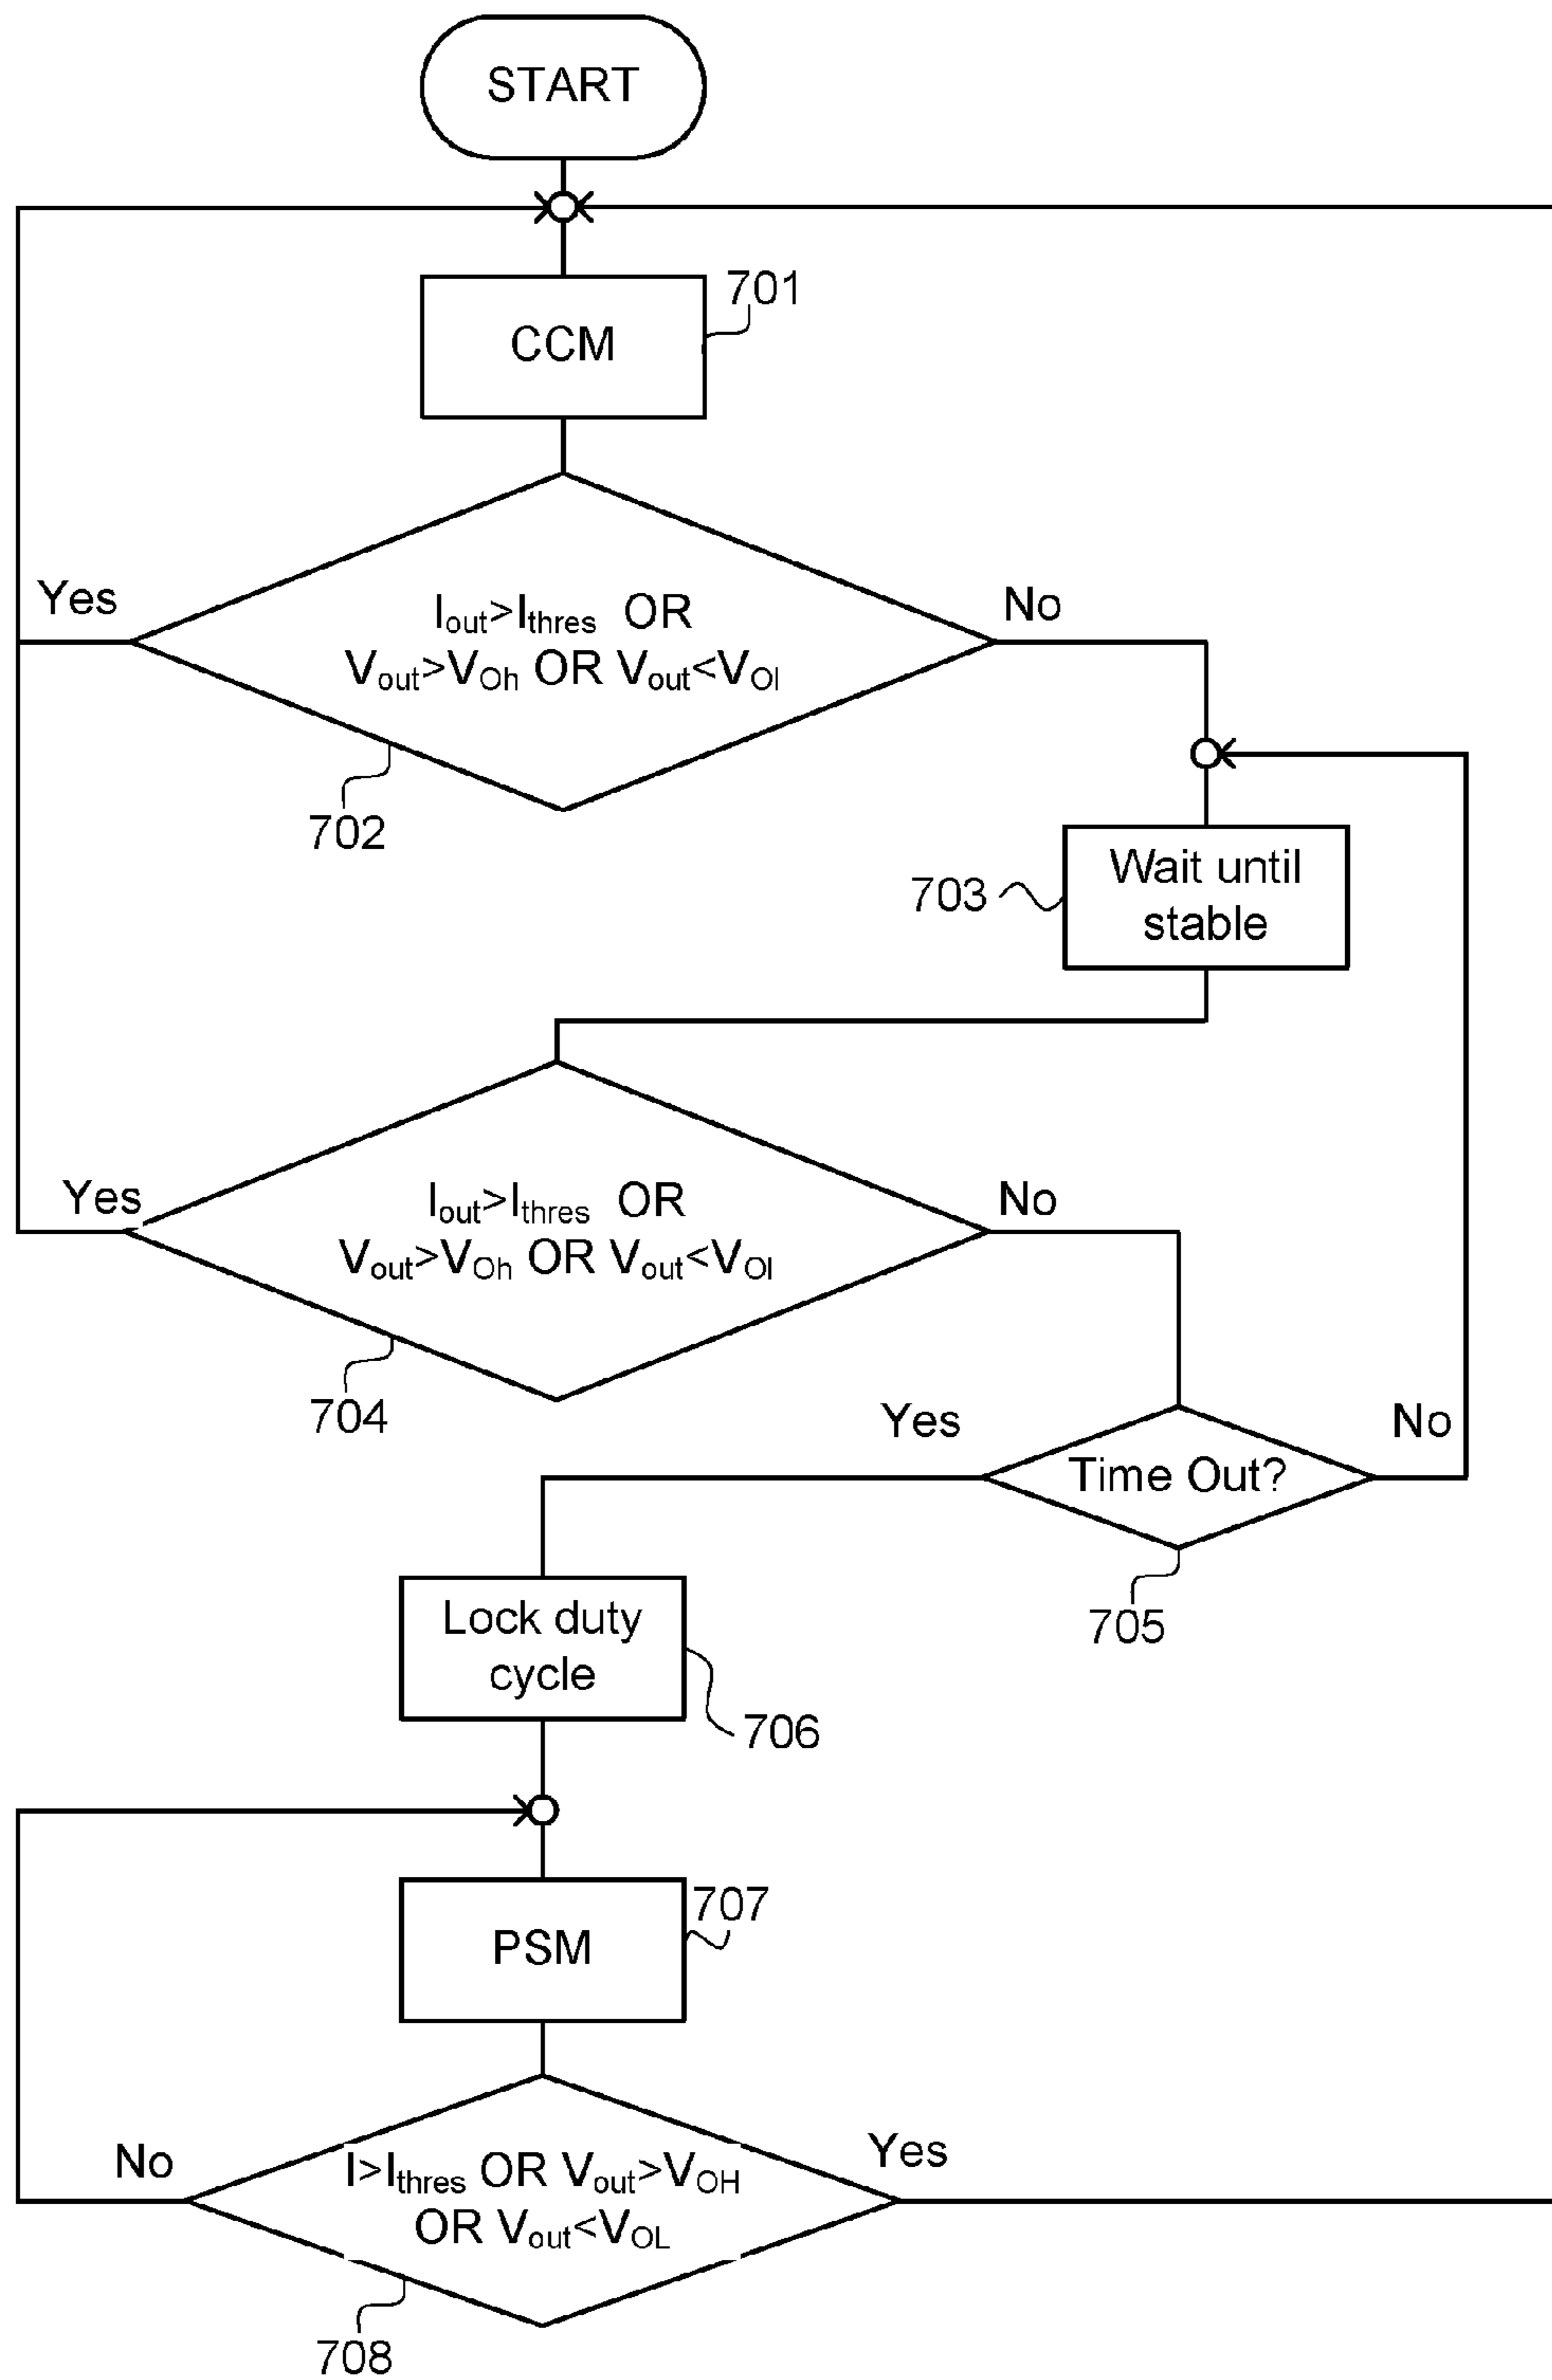 START
CCM
701
Yes
No
Iout>Ithres OR
Vout>VOh OR Vout<VOl
702
703
Wait until
stable
Yes
No
Iout>Ithres OR
Vout>VOh OR Vout<VOl
704
Yes
No
Time Out?
705
Lock duty
cycle
706
PSM
707
No
Yes
I>Ithres OR Vout>VOH
OR Vout<VOL
708